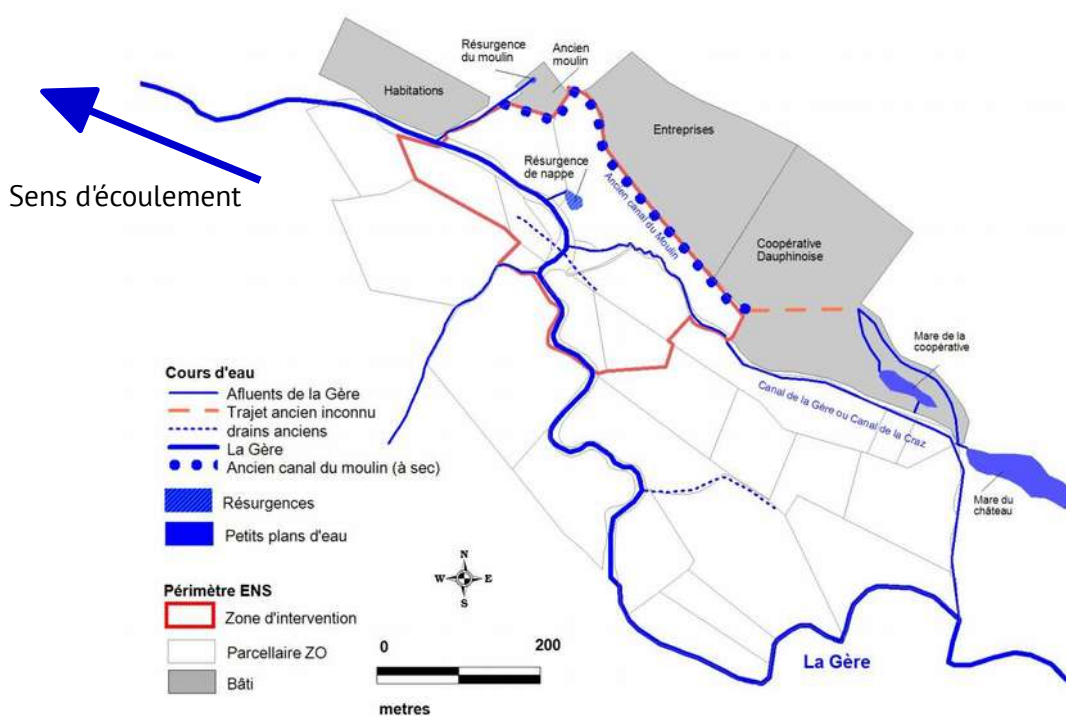 Résurgence
du moulin
Ancien
moulin
Habitations
Entreprises
Sens d'écoulement
Résurgence
de nappe
Ancien canal du Moulin
Coopérative
Dauphinoise
Mare de la
coopérative
Canal de la Gère ou Canal de la Craz
Mare du
château
La Gère
Cours d'eau
Afluents de la Gère
Trajet ancien inconnu
drains anciens
La Gère
Ancien canal du moulin (à sec)
Résurgences
Petits plans d'eau
Périmètre ENS
Zone d'intervention
Parcellaire ZO
Bâti
N
W E
S
0 200
metres